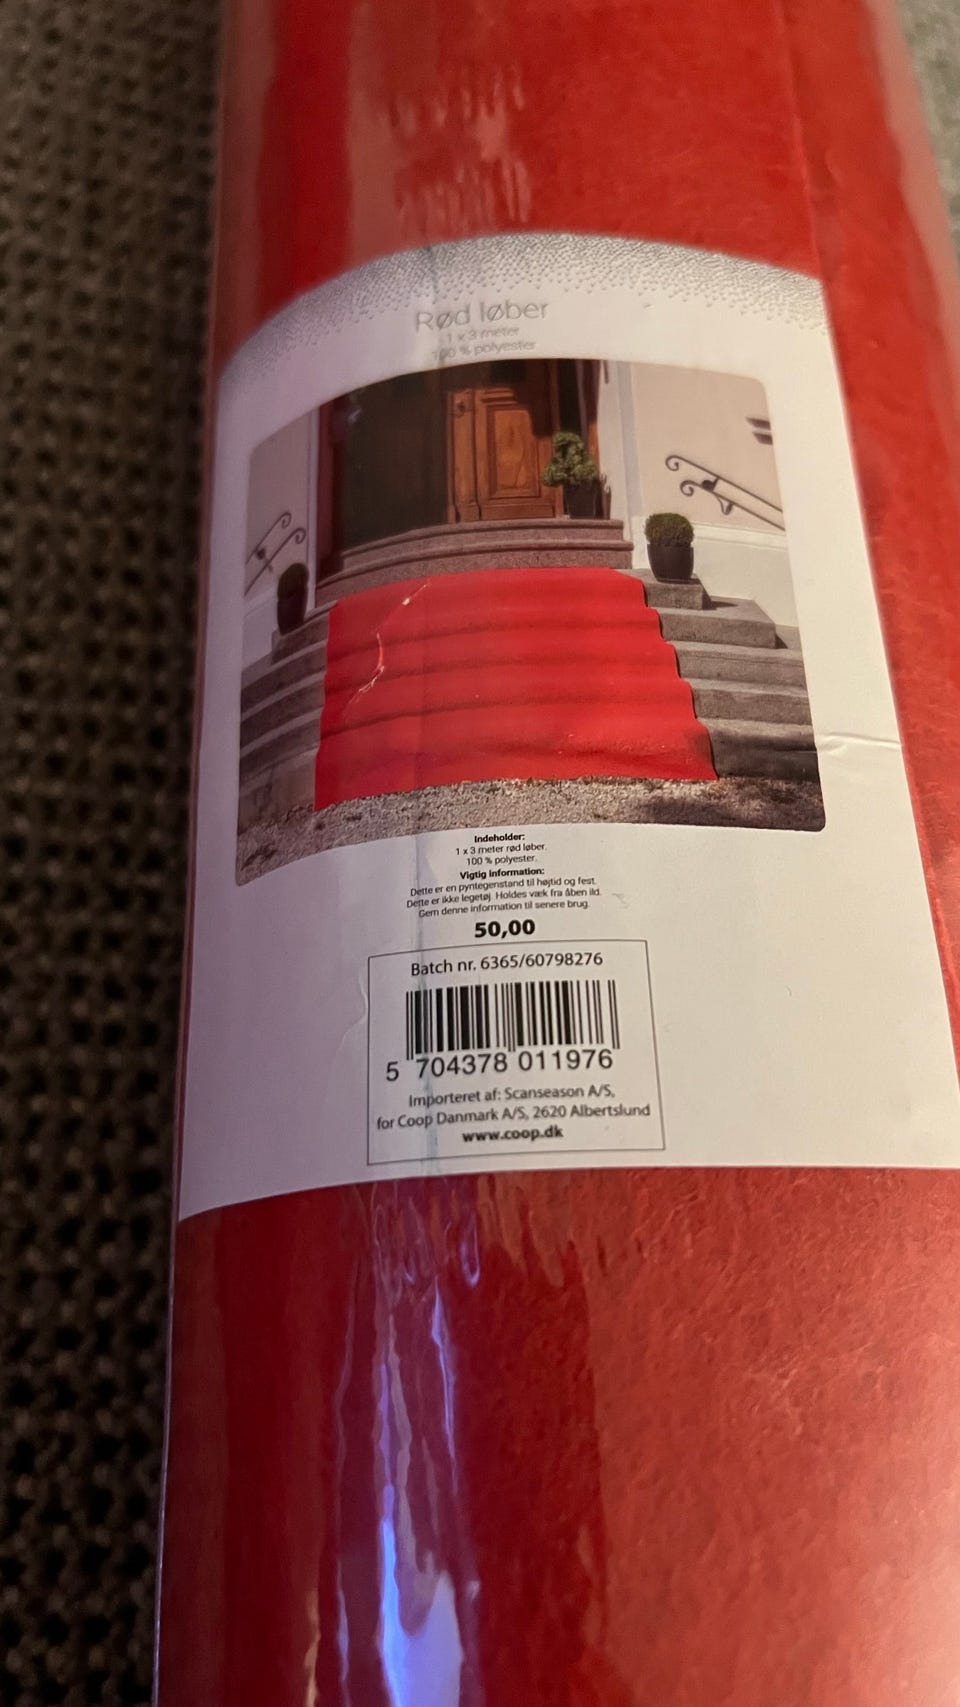 Rød løber
1 x 3 meter
100 % polyester
Indeholder:
1 x 3 meter rød løber.
100 % polyester.
Vigtig information:
Dette er en pyntegenstand til højtid og fest.
Dette er ikke legetøj. Holdes væk fra åben ild.
Gem denne information til senere brug.
50,00
Batch nr. 6365/60798276
5 704378 011976
Importeret af: Scanseason A/S,
for Coop Danmark A/S, 2620 Albertslund
www.coop.dk